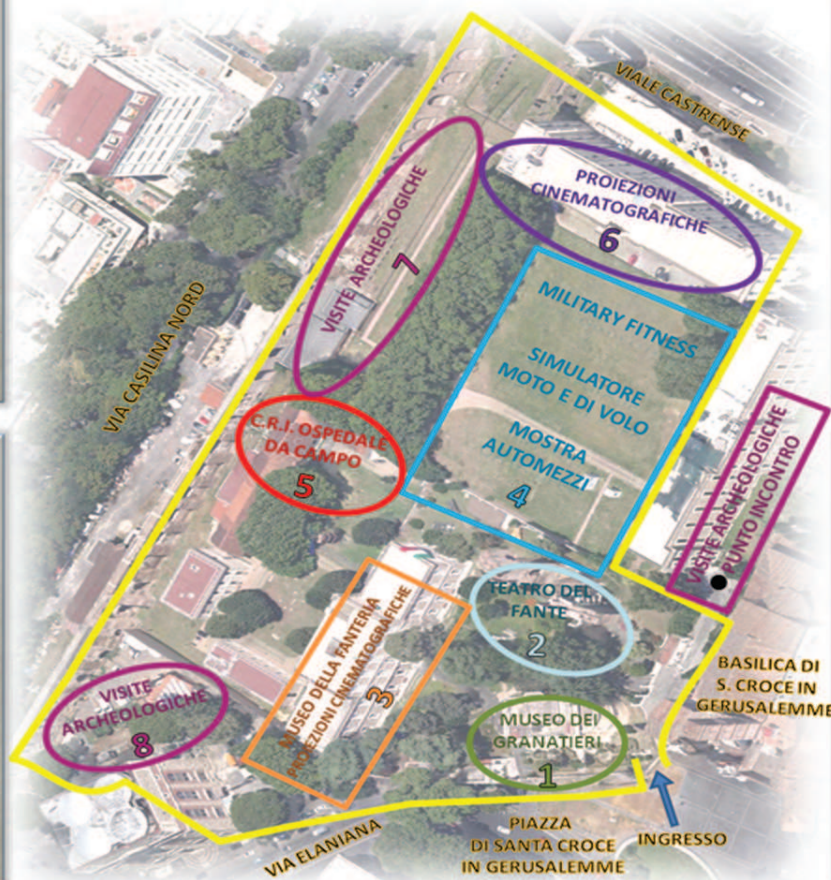 VIALE CASTRENSE
PROIEZIONI
CINEMATOGRAFICHE
6
VISITE ARCHEOLOGICHE
7
VIA CASILINA NORD
MILITARY FITNESS
SIMULATORE
MOTO E DI VOLO
MOSTRA
AUTOMEZZI
4
C.R.I. OSPEDALE
DA CAMPO
5
VISITE ARCHEOLOGICHE
PUNTO INCONTRO
TEATRO DEL
FANTE
2
MUSEO DELLA FANTERIA
PROIEZIONI CINEMATOGRAFICHE
3
VISITE
ARCHEOLOGICHE
8
MUSEO DEI
GRANATIERI
1
BASILICA DI
S. CROCE IN
GERUSALEMME
VIA ELANIANA
PIAZZA
DI SANTA CROCE
IN GERUSALEMME
INGRESSO